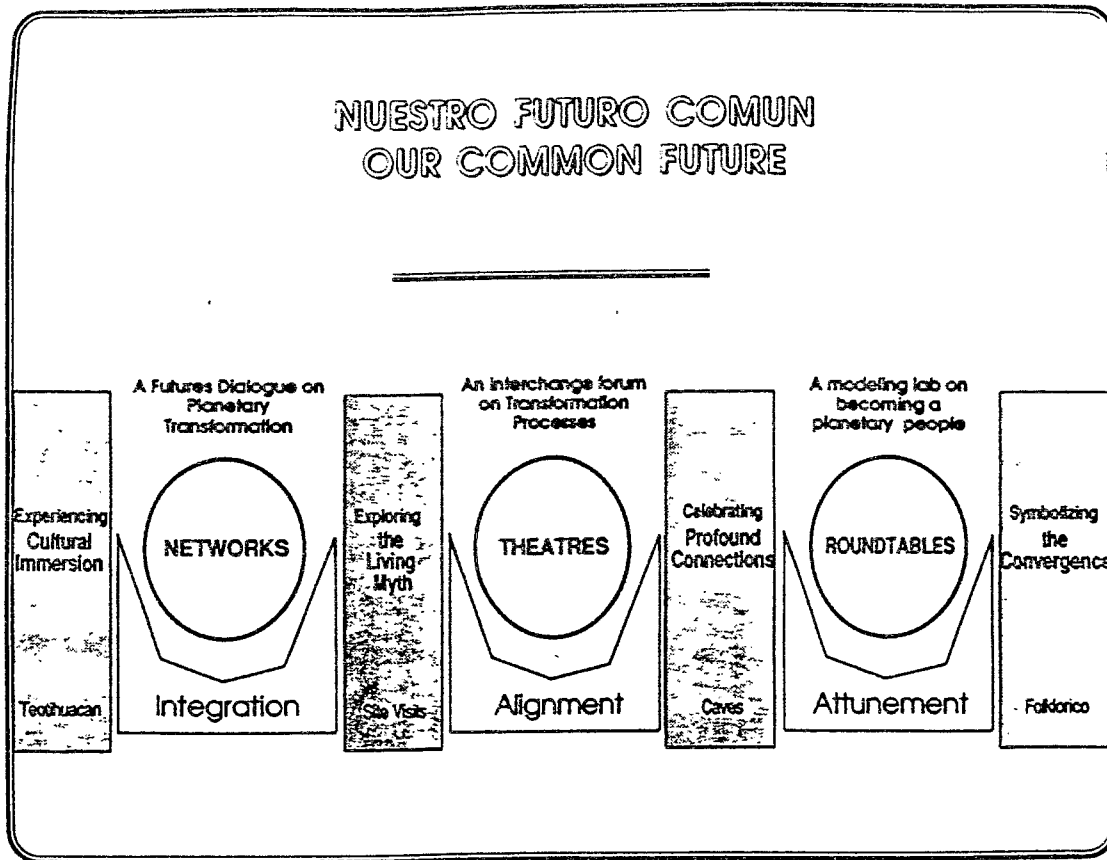 NUESTRO FUTURO COMUN
OUR COMMON FUTURE
Experiencing
Cultural
Immersion
Teotihuacan
A Futures Dialogue on
Planetary
Transformation
NETWORKS
Integration
Exploring
the
Living
Myth
Site Visits
An interchange forum
on Transformation
Processes
THEATRES
Alignment
Celebrating
Profound
Connections
Caves
A modeling lab on
becoming a
planetary people
ROUNDTABLES
Attunement
Symbolizing
the
Convergence
Folklorico